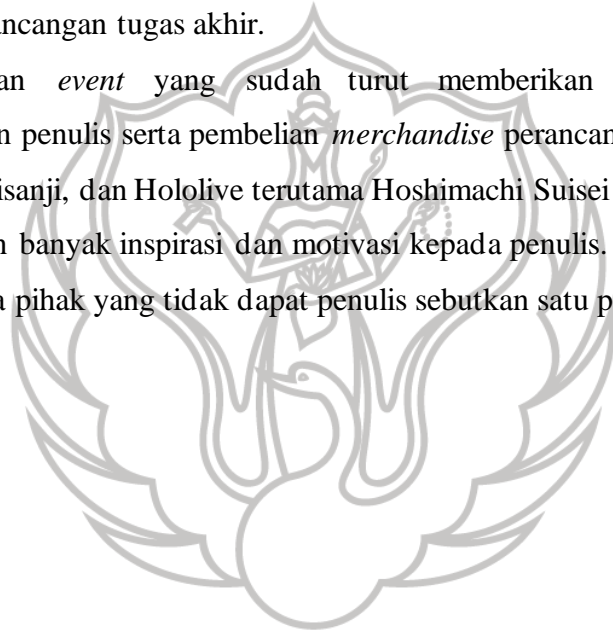 ncangan tugas akhir.
an event yang sudah turut memberikan
n penulis serta pembelian merchandise perancan
isanji, dan Hololive terutama Hoshimachi Suisei
n banyak inspirasi dan motivasi kepada penulis.
a pihak yang tidak dapat penulis sebutkan satu p